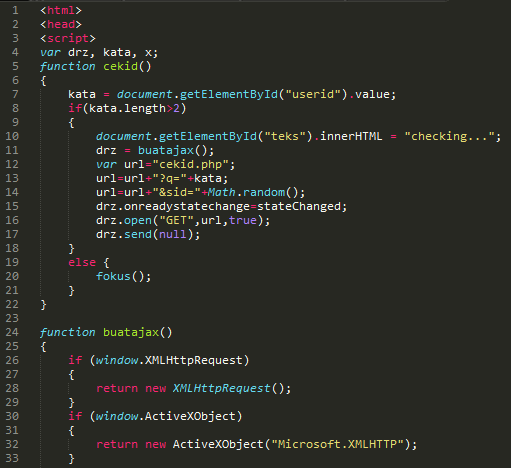 1 <html>
2 <head>
3 <script>
4 var drz, kata, x;
5 function cekid()
6 {
7     kata = document.getElementById("userid").value;
8     if(kata.length>2)
9     {
10         document.getElementById("teks").innerHTML = "checking...";
11         drz = buatajax();
12         var url="cekid.php";
13         url=url+"?q="+kata;
14         url=url+"&sid="+Math.random();
15         drz.onreadystatechange=stateChanged;
16         drz.open("GET",url,true);
17         drz.send(null);
18     }
19     else {
20         fokus();
21     }
22 }
23
24 function buatajax()
25 {
26     if (window.XMLHttpRequest)
27     {
28         return new XMLHttpRequest();
29     }
30     if (window.ActiveXObject)
31     {
32         return new ActiveXObject("Microsoft.XMLHTTP");
33     }